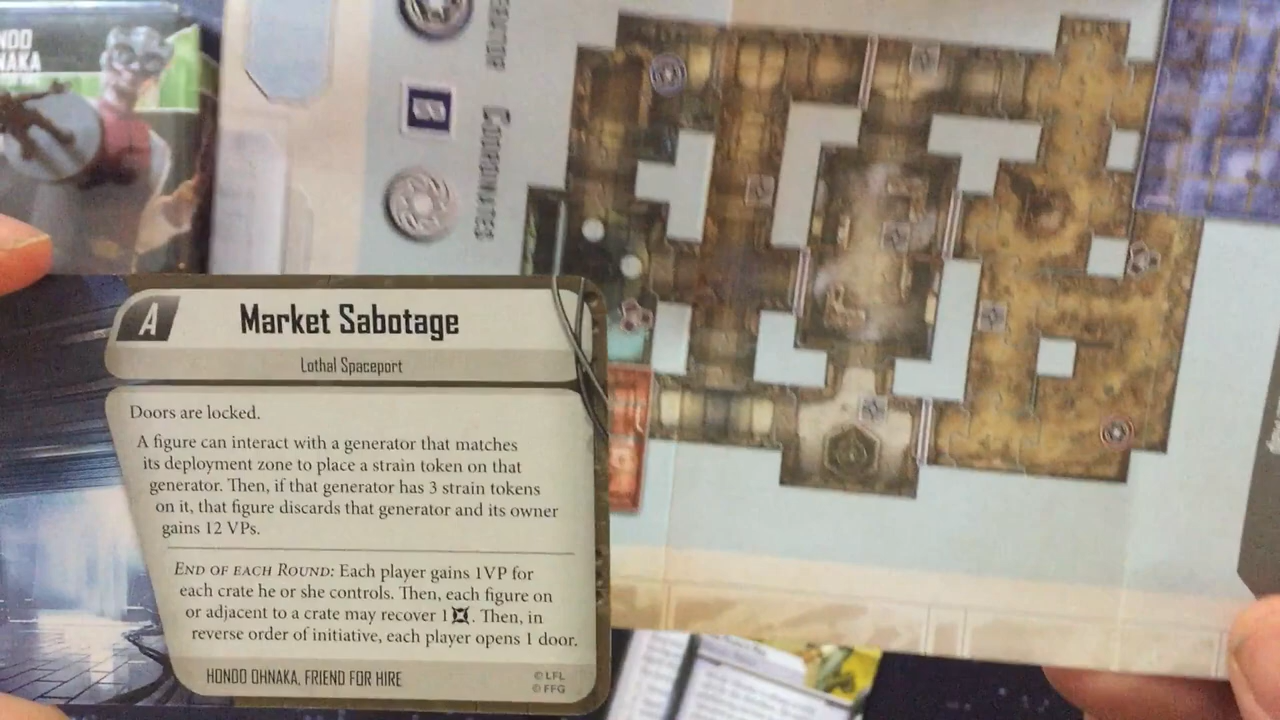 A
Market Sabotage
Lothal Spaceport
Doors are locked.
A figure can interact with a generator that matches
its deployment zone to place a strain token on that
generator. Then, if that generator has 3 strain tokens
on it, that figure discards that generator and its owner
gains 12 VPs.
END OF EACH ROUND: Each player gains 1VP for
each crate he or she controls. Then, each figure on
or adjacent to a crate may recover 1. Then, in
reverse order of initiative, each player opens 1 door.
HONDO OHNAKA, FRIEND FOR HIRE
© LFL
© FFG